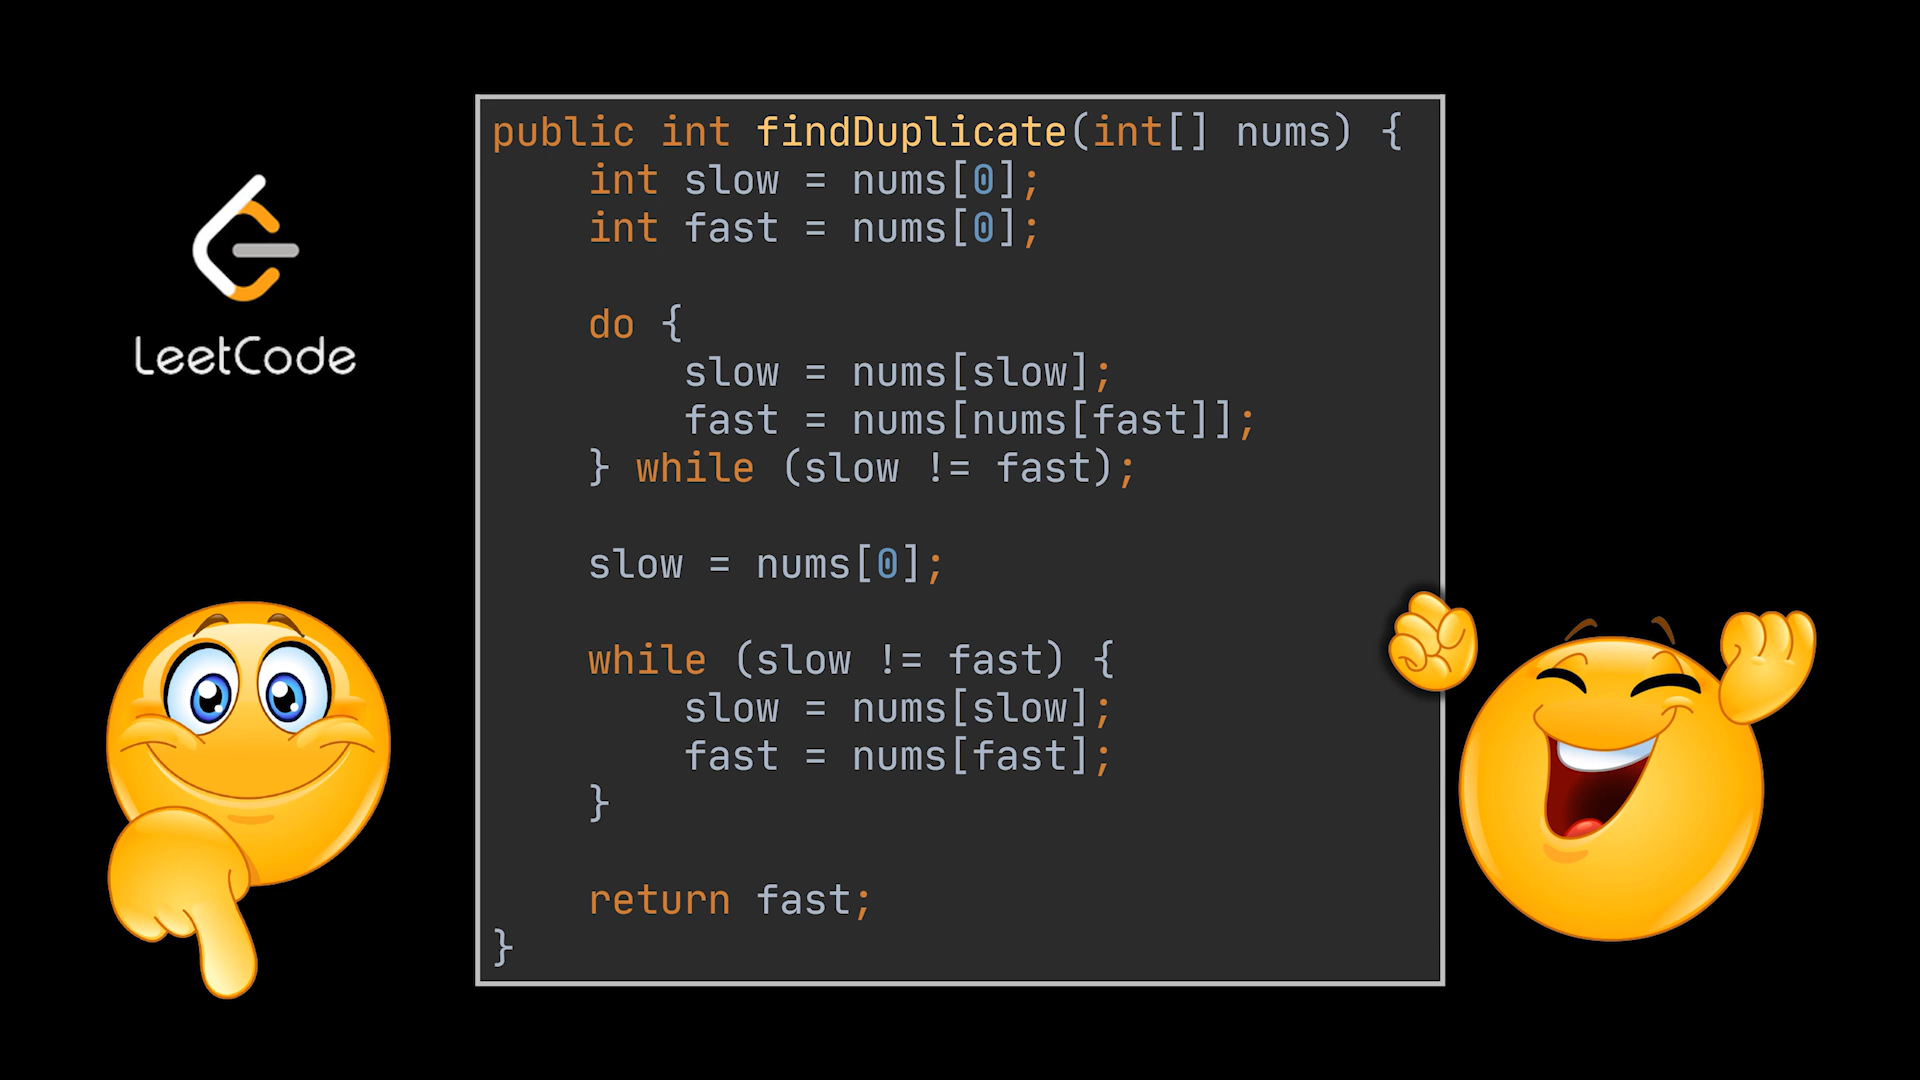 LeetCode
public int findDuplicate(int[] nums) {
    int slow = nums[0];
    int fast = nums[0];

    do {
        slow = nums[slow];
        fast = nums[nums[fast]];
    } while (slow != fast);

    slow = nums[0];

    while (slow != fast) {
        slow = nums[slow];
        fast = nums[fast];
    }

    return fast;
}